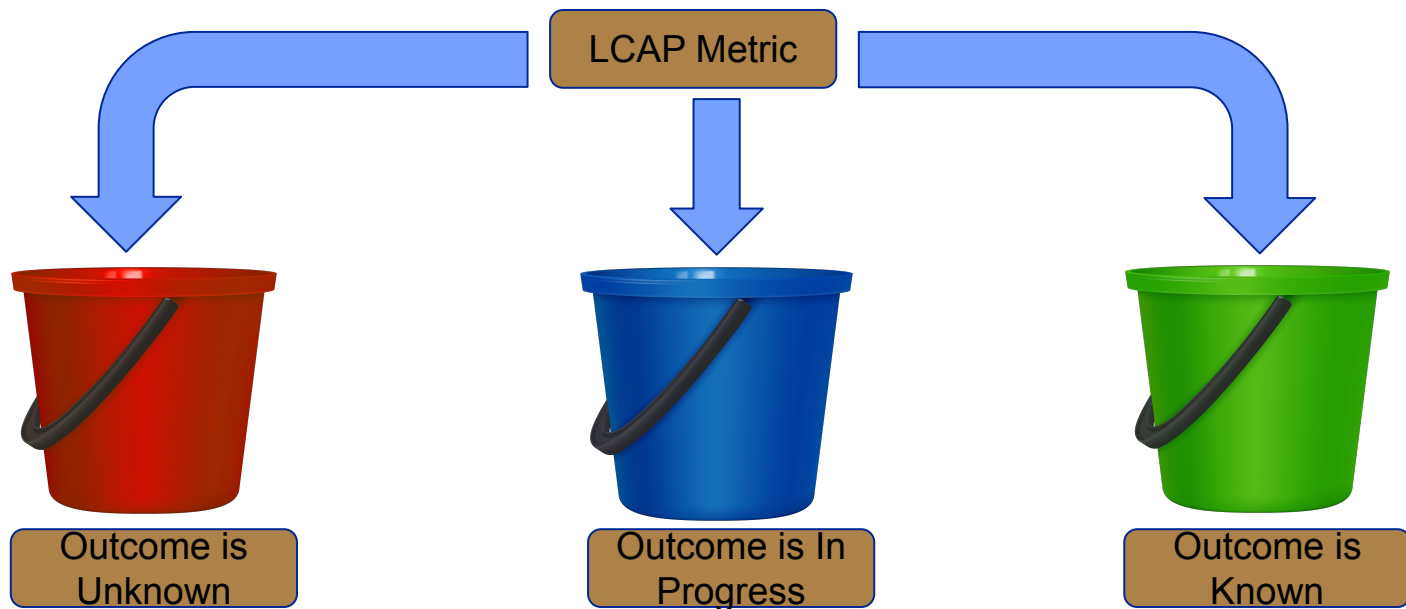 LCAP Metric
Outcome is
Unknown
Outcome is In
Progress
Outcome is
Known